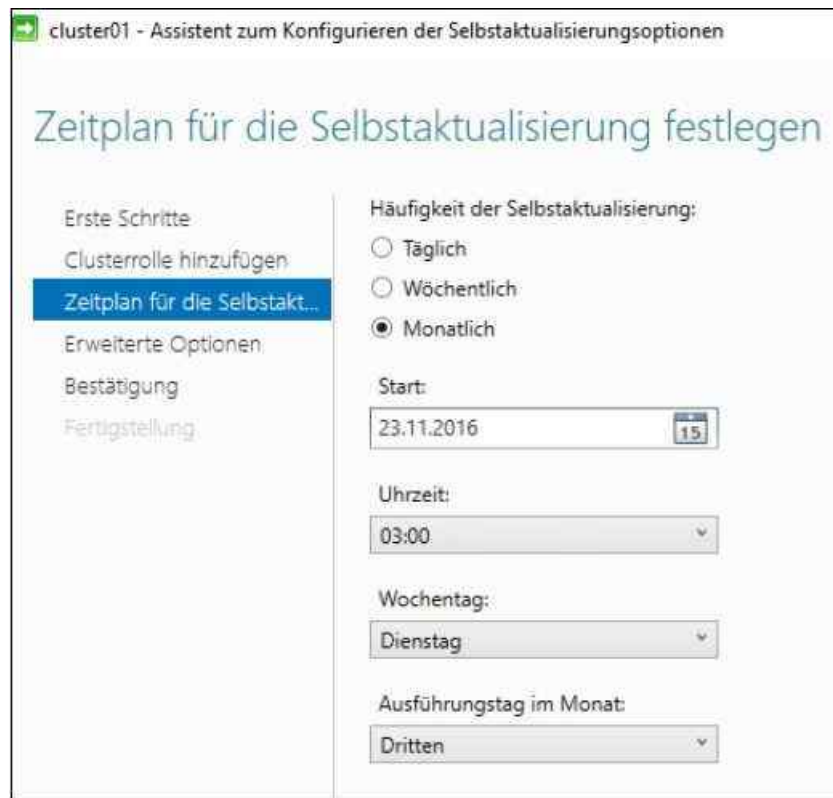 cluster01 - Assistent zum Konfigurieren der Selbstaktualisierungsoptionen
Zeitplan für die Selbstaktualisierung festlegen
Erste Schritte
Clusterrolle hinzufügen
Zeitplan für die Selbstakt...
Erweiterte Optionen
Bestätigung
Fertigstellung
Häufigkeit der Selbstaktualisierung:
Täglich
Wöchentlich
Monatlich
Start:
23.11.2016
15
Uhrzeit:
03:00
Wochentag:
Dienstag
Ausführungstag im Monat:
Dritten